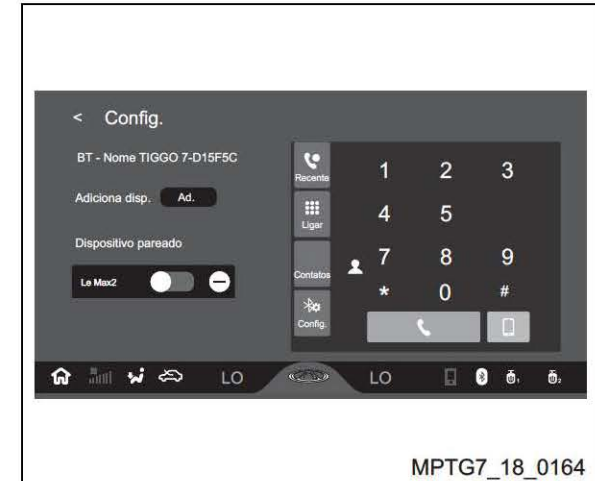 < Config.
BT - Nome TIGGO 7-D15F5C
Adiciona disp. Ad.
Dispositivo pareado
Le Max2
Recente
Ligar
Contatos
Config.
1 2 3
4 5
7 8 9
* 0 #
LO LO
MPTG7_18_0164